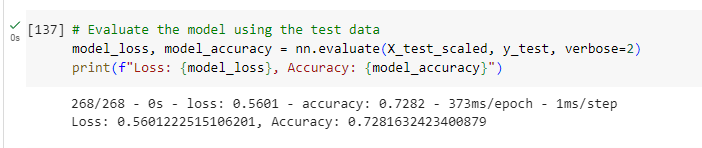 [137] # Evaluate the model using the test data
0s
model_loss, model_accuracy = nn.evaluate(X_test_scaled, y_test, verbose=2)
print(f"Loss: {model_loss}, Accuracy: {model_accuracy}")
268/268 - 0s - loss: 0.5601 - accuracy: 0.7282 - 373ms/epoch - 1ms/step
Loss: 0.5601222515106201, Accuracy: 0.7281632423400879